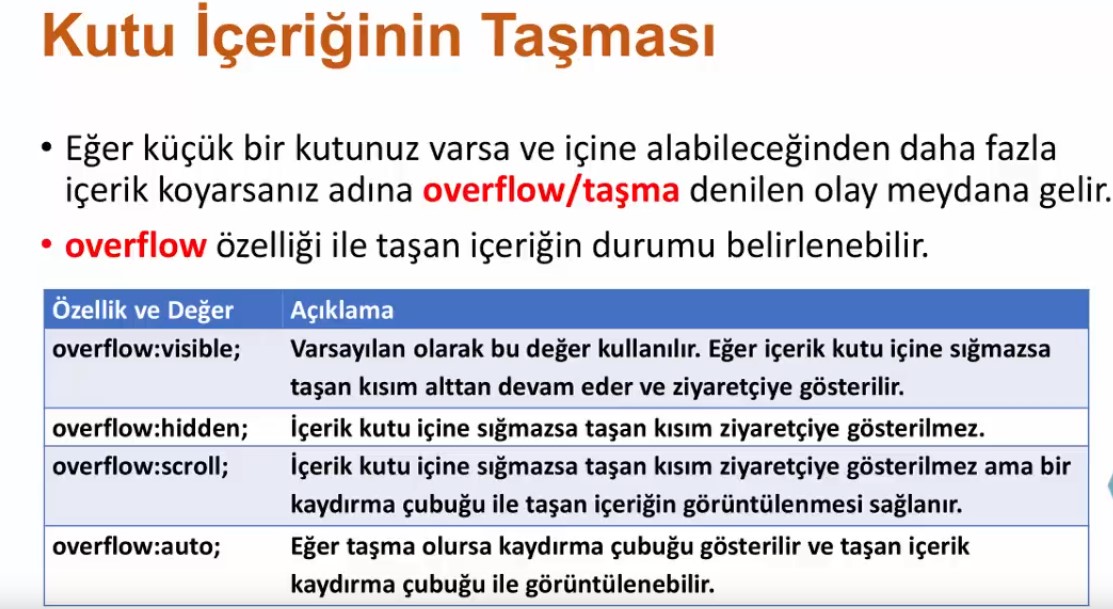 Kutu İçeriğinin Taşması
• Eğer küçük bir kutunuz varsa ve içine alabileceğinden daha fazla
içerik koyarsanız adına overflow/taşma denilen olay meydana gelir.
• overflow özelliği ile taşan içeriğin durumu belirlenebilir.
Özellik ve Değer Açıklama
overflow:visible; Varsayılan olarak bu değer kullanılır. Eğer içerik kutu içine sığmazsa
taşan kısım alttan devam eder ve ziyaretçiye gösterilir.
overflow:hidden; İçerik kutu içine sığmazsa taşan kısım ziyaretçiye gösterilmez.
overflow:scroll; İçerik kutu içine sığmazsa taşan kısım ziyaretçiye gösterilmez ama bir
kaydırma çubuğu ile taşan içeriğin görüntülenmesi sağlanır.
overflow:auto; Eğer taşma olursa kaydırma çubuğu gösterilir ve taşan içerik
kaydırma çubuğu ile görüntülenebilir.